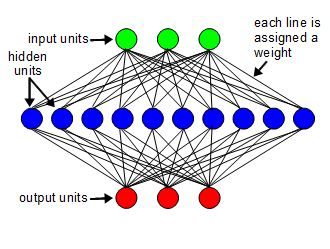 input units
each line is
assigned a
weight
hidden
units
output units